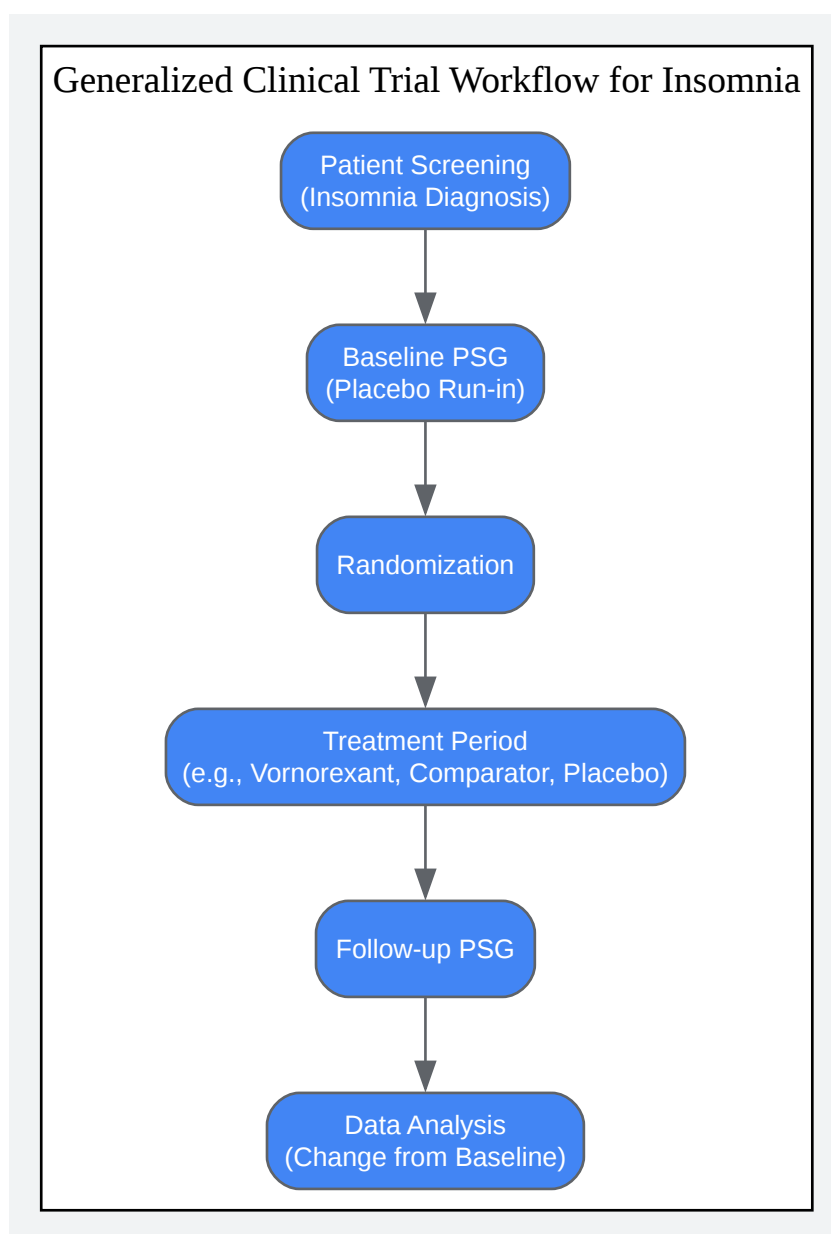 Generalized Clinical Trial Workflow for Insomnia
Patient Screening
(Insomnia Diagnosis)
Baseline PSG
(Placebo Run-in)
Randomization
Treatment Period
(e.g., Vornorexant, Comparator, Placebo)
Follow-up PSG
Data Analysis
(Change from Baseline)